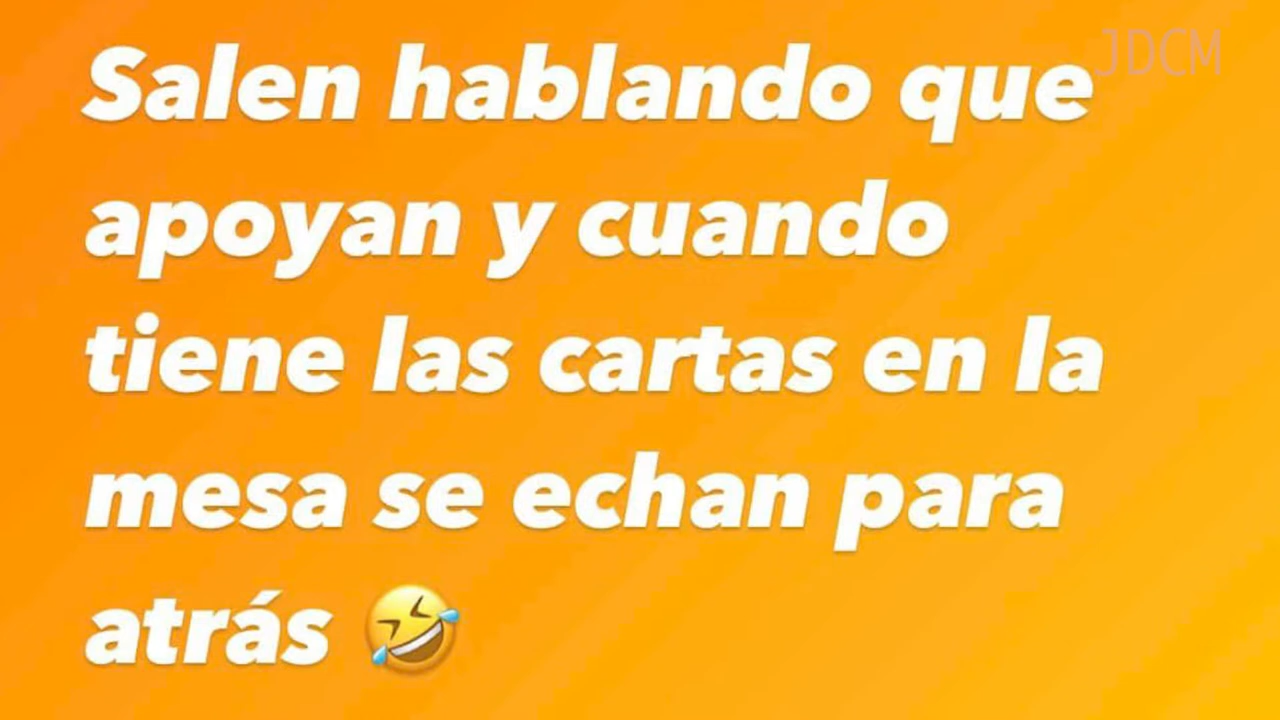 JDCM
Salen hablando que
apoyan y cuando
tiene las cartas en la
mesa se echan para
atrás 🤣